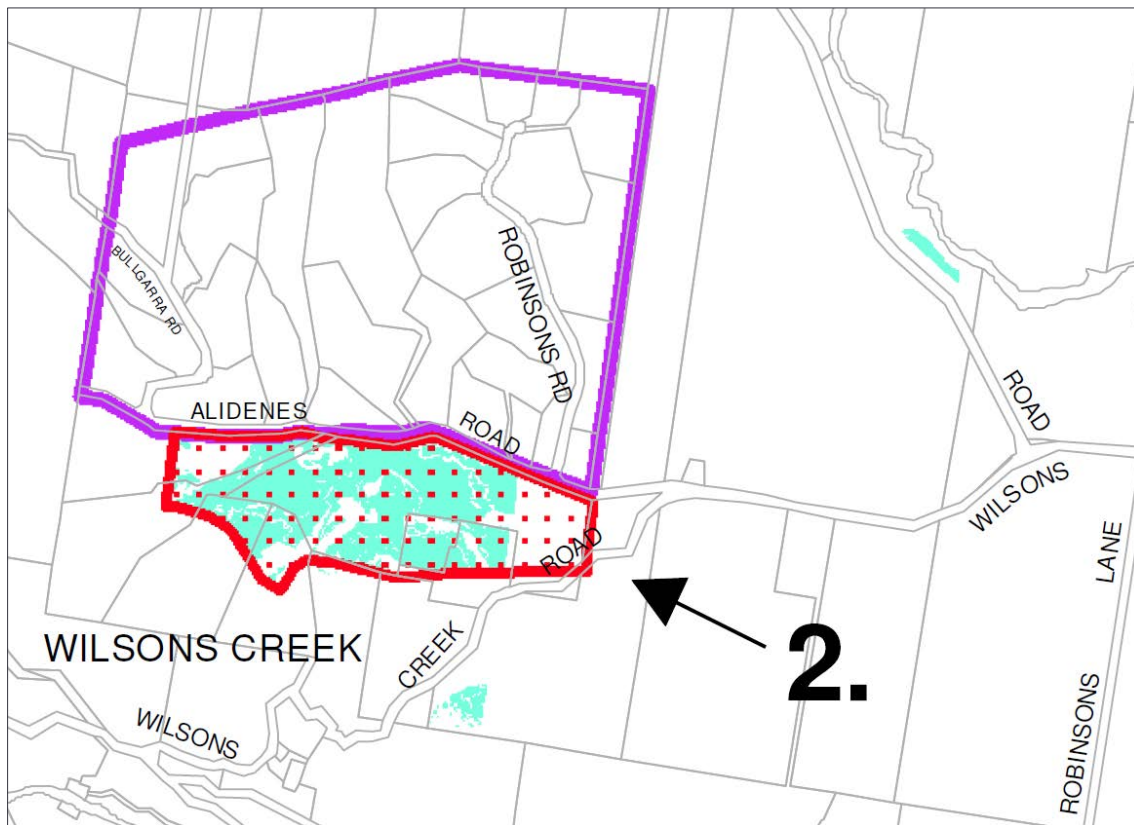 BULLGARRA RD
ROBINSONS RD
ALIDENES ROAD
ROAD
WILSONS
ROAD
LANE
ROBINSONS
2.
WILSONS CREEK
CREEK
WILSONS